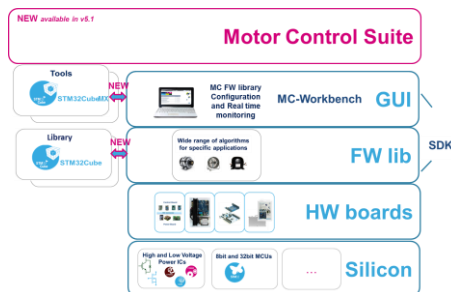 NEW available in v5.1
Motor Control Suite
Tools
STM32CubeMX
NEW
MC FW library
Configuration
and Real time
monitoring
MC-Workbench
GUI
Library
STM32Cube
NEW
Wide range of algorithms
for specific applications
FW lib
SDK
HW boards
High and Low Voltage
Power ICs
8bit and 32bit MCUs
...
Silicon